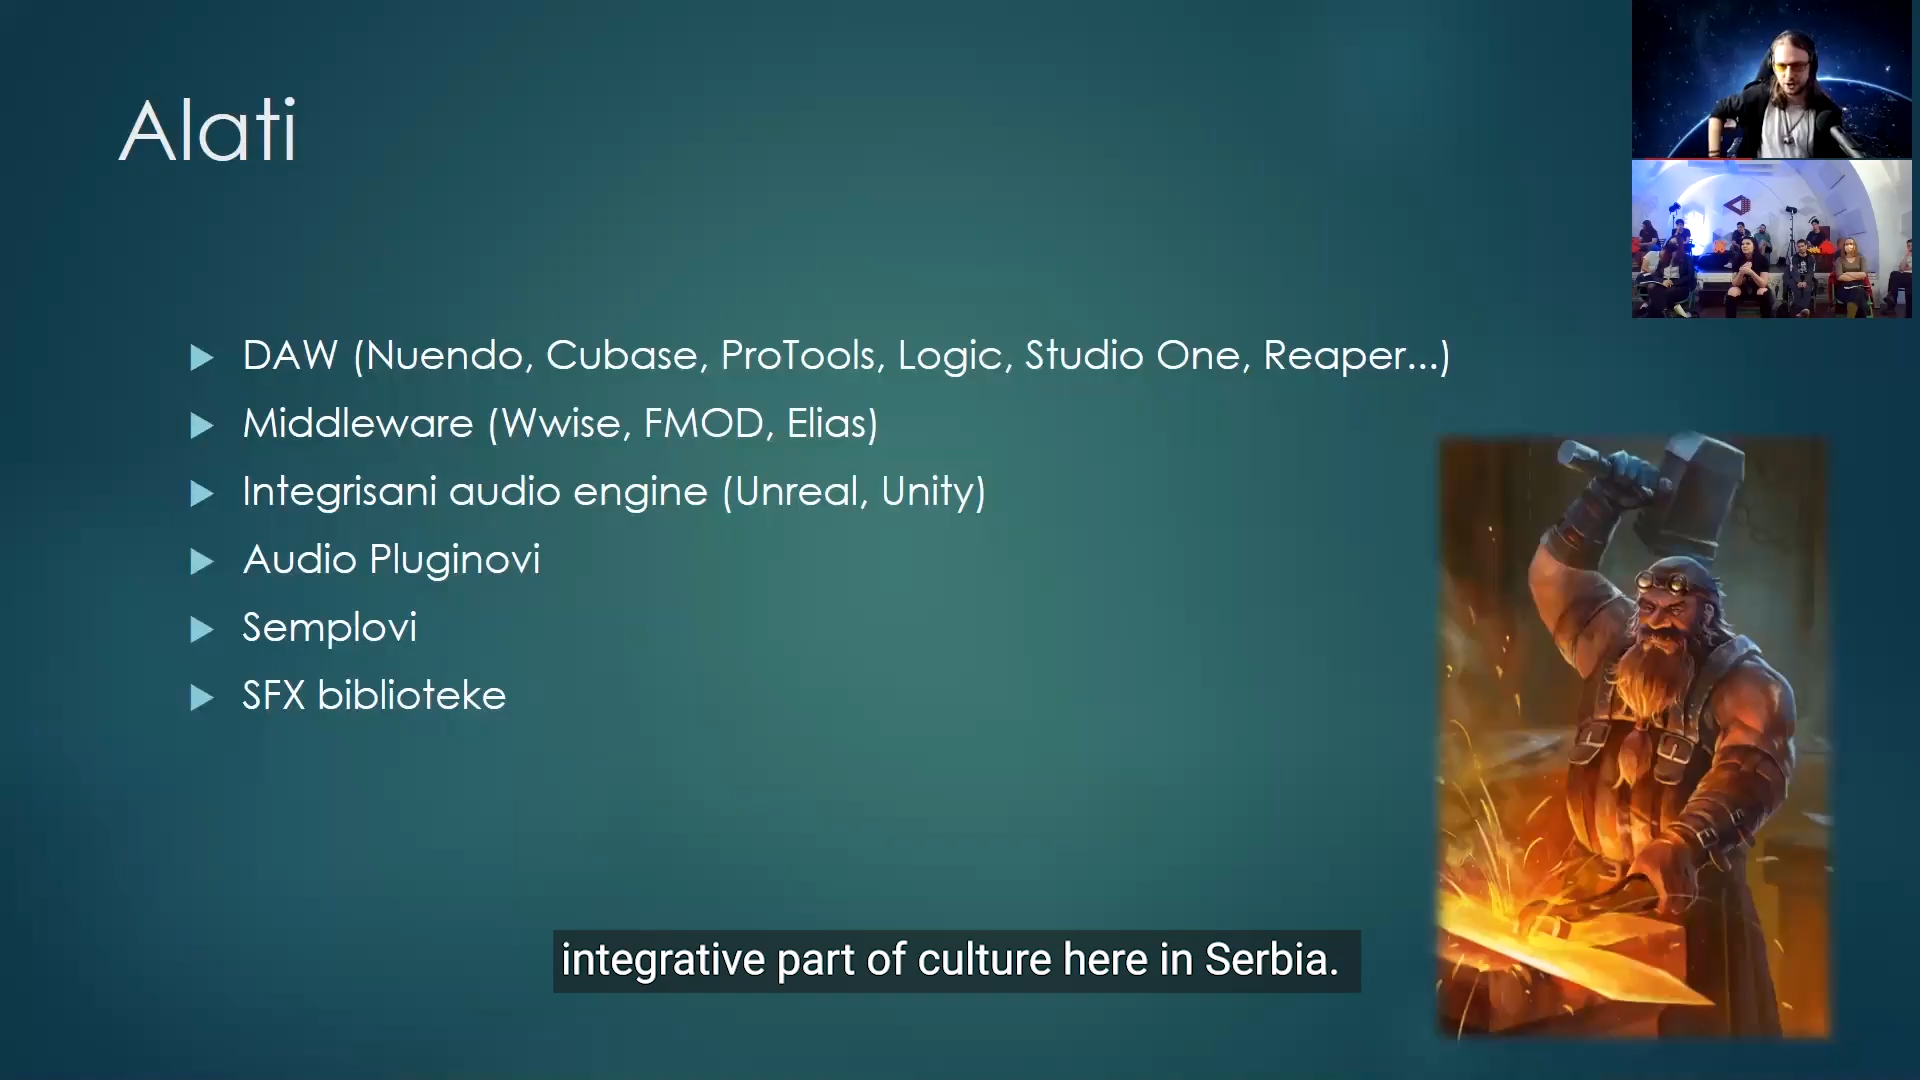 Alati
DAW (Nuendo, Cubase, ProTools, Logic, Studio One, Reaper...)
Middleware (Wwise, FMOD, Elias)
Integrisani audio engine (Unreal, Unity)
Audio Pluginovi
Semplovi
SFX biblioteke
integrative part of culture here in Serbia.